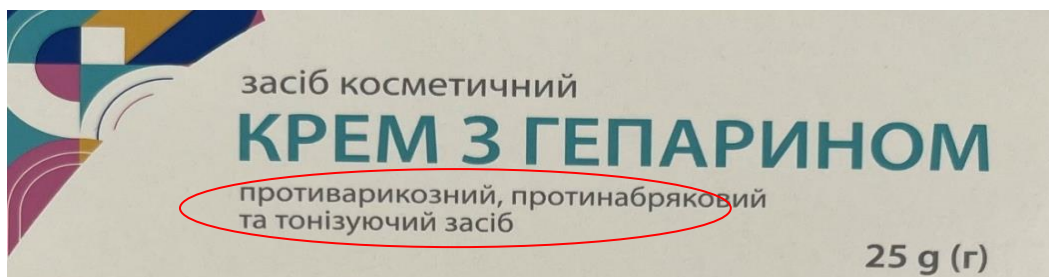 засіб косметичний
КРЕМ З ГЕПАРИНОМ
противарикозний, протинабряковий
та тонізуючий засіб
25 g (г)